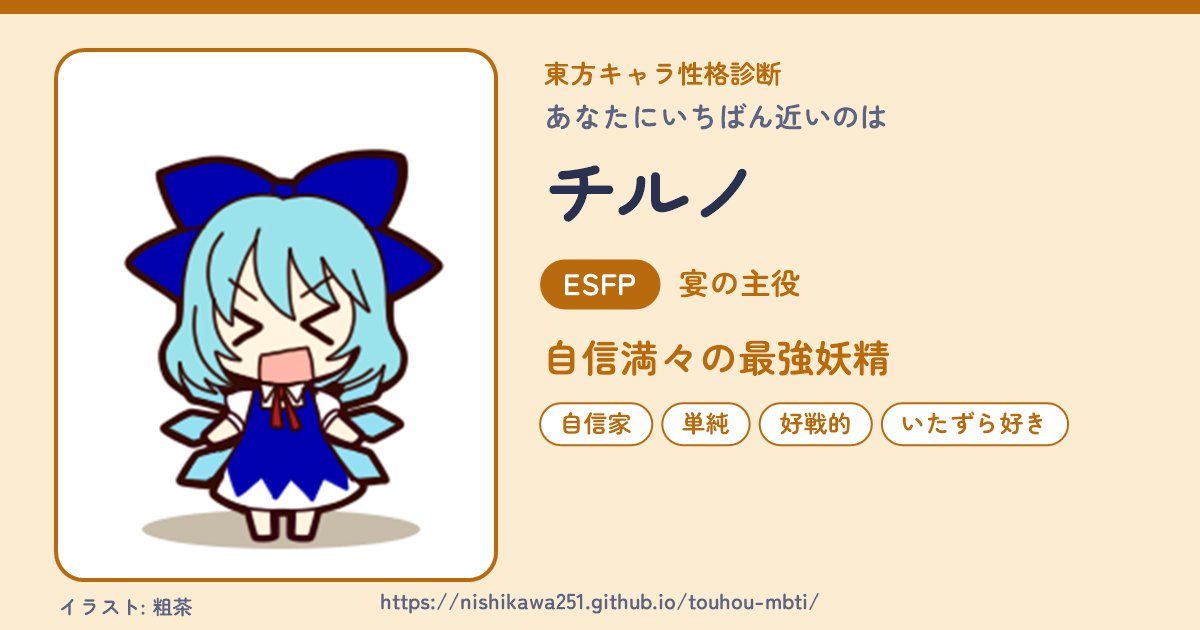 東方キャラ性格診断
あなたにいちばん近いのは
チルノ
ESFP 宴の主役
自信満々の最強妖精
自信家 単純 好戦的 いたずら好き
イラスト: 粗茶
https://nishikawa251.github.io/touhou-mbti/